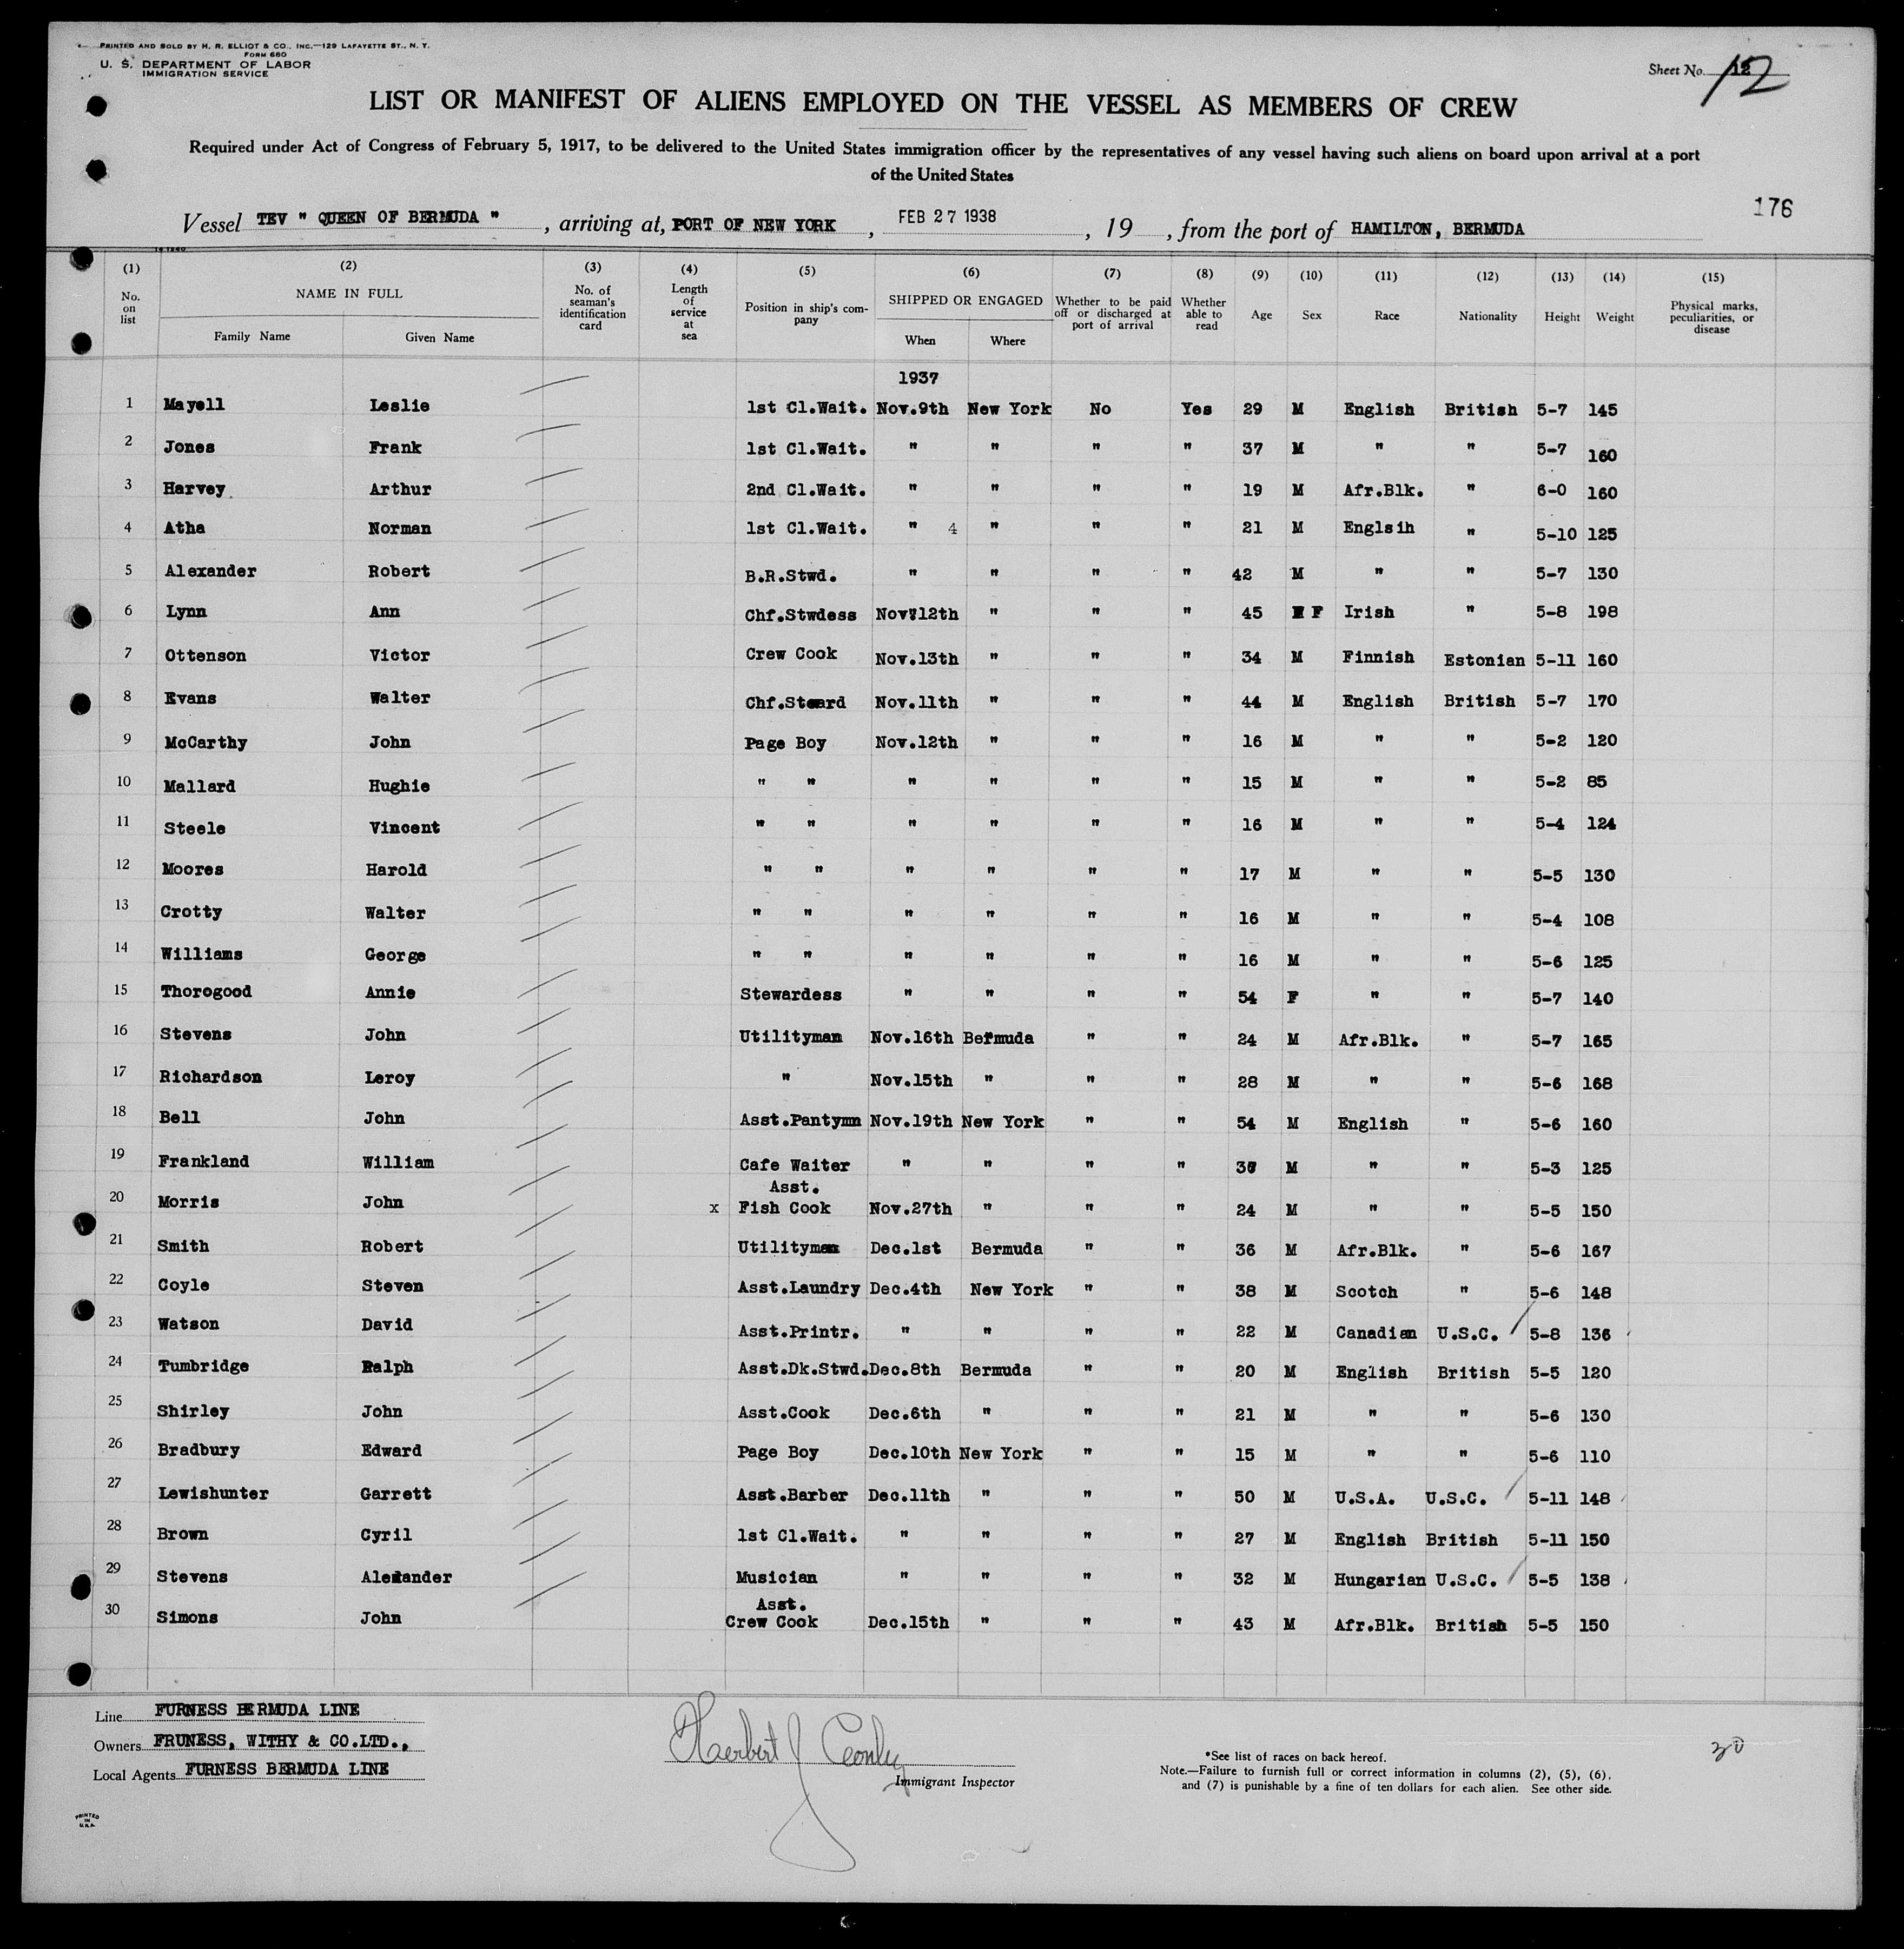 PRINTED AND SOLD BY H. R. ELLIOT & CO., INC.—129 LAFAYETTE ST., N. Y.
FORM 680
U. S. DEPARTMENT OF LABOR
IMMIGRATION SERVICE
Sheet No. 12
LIST OR MANIFEST OF ALIENS EMPLOYED ON THE VESSEL AS MEMBERS OF CREW
Required under Act of Congress of February 5, 1917, to be delivered to the United States immigration officer by the representatives of any vessel having such aliens on board upon arrival at a port
of the United States
176
Vessel TEV " QUEEN OF BERMUDA " , arriving at, PORT OF NEW YORK , FEB 27 1938 , 19 , from the port of HAMILTON, BERMUDA
(1) (2) (3) (4) (5) (6) (7) (8) (9) (10) (11) (12) (13) (14) (15)
No. on list NAME IN FULL Family Name Given Name No. of seaman's identification card Length of service at sea Position in ship's company SHIPPED OR ENGAGED When Where Whether to be paid off or discharged at port of arrival Whether able to read Age Sex Race Nationality Height Weight Physical marks, peculiarities, or disease
1937
1 Mayell Leslie 1st Cl.Wait. Nov.9th New York No Yes 29 M English British 5-7 145
2 Jones Frank 1st Cl.Wait. " " " " 37 M " " 5-7 160
3 Harvey Arthur 2nd Cl.Wait. " " " " 19 M Afr.Blk. " 6-0 160
4 Atha Norman 1st Cl.Wait. " 4 " " " 21 M Englsih " 5-10 125
5 Alexander Robert B.R.Stwd. " " " " 42 M " " 5-7 130
6 Lynn Ann Chf.Stwdess Nov.12th " " " 45 F Irish " 5-8 198
7 Ottenson Victor Crew Cook Nov.13th " " " 34 M Finnish Estonian 5-11 160
8 Evans Walter Chf.Steard Nov.11th " " " 44 M English British 5-7 170
9 McCarthy John Page Boy Nov.12th " " " 16 M " " 5-2 120
10 Mallard Hughie " " " " " " 15 M " " 5-2 85
11 Steele Vincent " " " " " " 16 M " " 5-4 124
12 Moores Harold " " " " " " 17 M " " 5-5 130
13 Crotty Walter " " " " " " 16 M " " 5-4 108
14 Williams George " " " " " " 16 M " " 5-6 125
15 Thorogood Annie Stewardess " " " " 54 F " " 5-7 140
16 Stevens John Utilityman Nov.16th Bermuda " " 24 M Afr.Blk. " 5-7 165
17 Richardson Leroy " Nov.15th " " " 28 M " " 5-6 168
18 Bell John Asst.Pantymn Nov.19th New York " " 54 M English " 5-6 160
19 Frankland William Cafe Waiter " " " " M " " 5-3 125
Asst.
20 Morris John x Fish Cook Nov.27th " " " 24 M " " 5-5 150
21 Smith Robert Utilityman Dec.1st Bermuda " " 36 M Afr.Blk. " 5-6 167
22 Coyle Steven Asst.Laundry Dec.4th New York " " 38 M Scotch " 5-6 148
23 Watson David Asst.Printr. " " " " 22 M Canadian U.S.C. 5-8 136
24 Tumbridge Ralph Asst.Dk.Stwd. Dec.8th Bermuda " " 20 M English British 5-5 120
25 Shirley John Asst.Cook Dec.6th " " " 21 M " " 5-6 130
26 Bradbury Edward Page Boy Dec.10th New York " " 15 M " " 5-6 110
27 Lewishunter Garrett Asst.Barber Dec.11th " " " 50 M U.S.A. U.S.C. 5-11 148
28 Brown Cyril 1st Cl.Wait. " " " " 27 M English British 5-11 150
29 Stevens Alexander Musician " " " " 32 M Hungarian U.S.C. 5-5 138
Asst.
30 Simons John Crew Cook Dec.15th " " " 43 M Afr.Blk. British 5-5 150
Line FURNESS BERMUDA LINE
Owners FRUNESS, WITHY & CO.LTD.,
Local Agents FURNESS BERMUDA LINE
Herbert J
Immigrant Inspector
*See list of races on back hereof.
Note.—Failure to furnish full or correct information in columns (2), (5), (6),
and (7) is punishable by a fine of ten dollars for each alien. See other side.
30
PRINTED
IN
U.S.A.